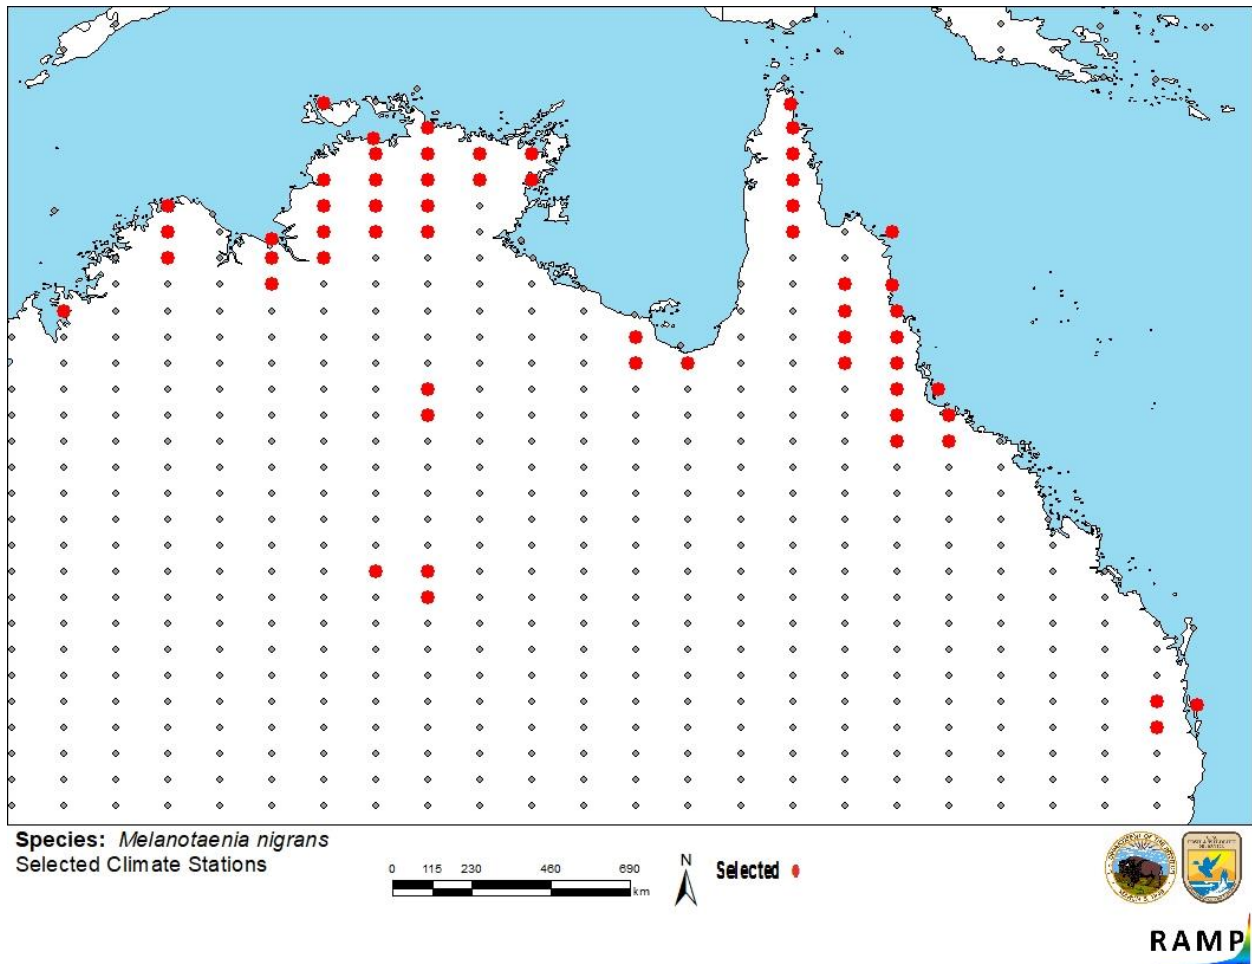 Species: Melanotaenia nigrans
Selected Climate Stations
0 115 230 460 690
km
N
Selected
RAMP